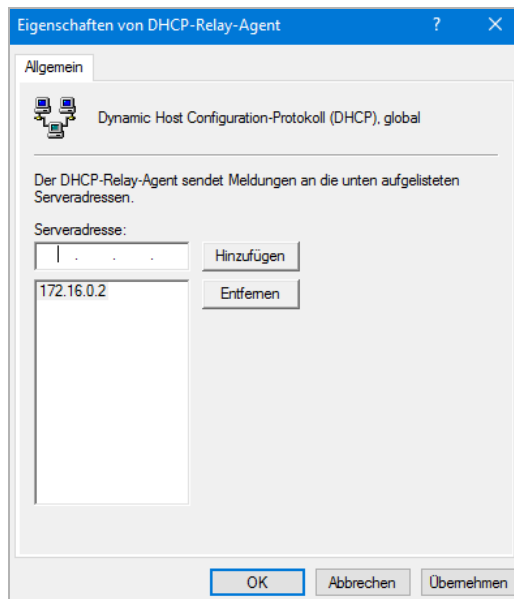 Eigenschaften von DHCP-Relay-Agent
Allgemein
Dynamic Host Configuration-Protokoll (DHCP), global
Der DHCP-Relay-Agent sendet Meldungen an die unten aufgelisteten
Serveradressen.
Serveradresse:
Hinzufügen
172.16.0.2
Entfernen
OK
Abbrechen
Übernehmen